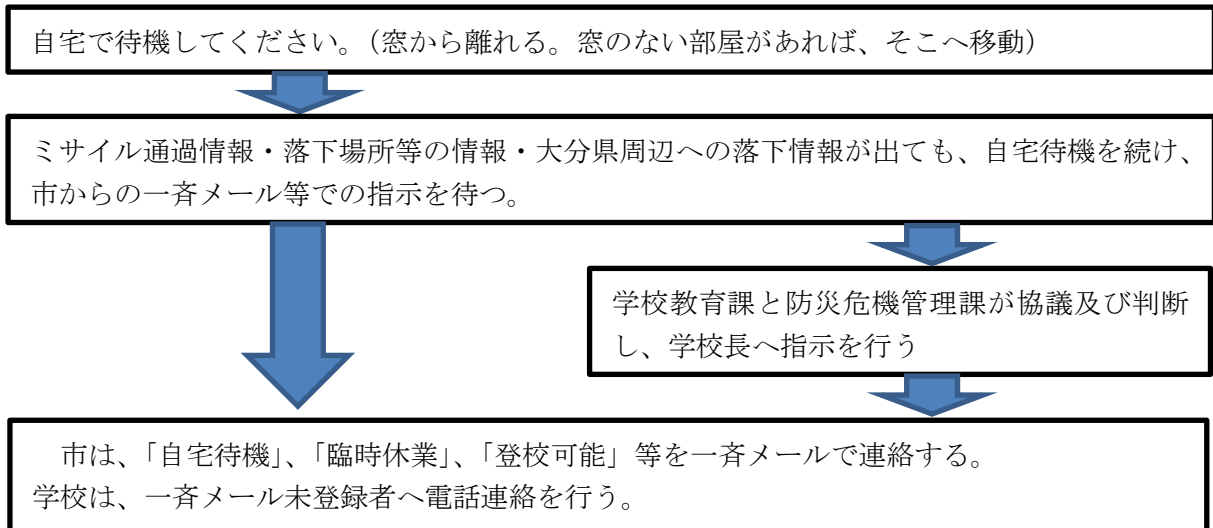 自宅で待機してください。（窓から離れる。窓のない部屋があれば、そこへ移動）
ミサイル通過情報・落下場所等の情報・大分県周辺への落下情報が出ても、自宅待機を続け、
市からの一斉メール等での指示を待つ。
学校教育課と防災危機管理課が協議及び判断
し、学校長へ指示を行う
市は、「自宅待機」、「臨時休業」、「登校可能」等を一斉メールで連絡する。
学校は、一斉メール未登録者へ電話連絡を行う。